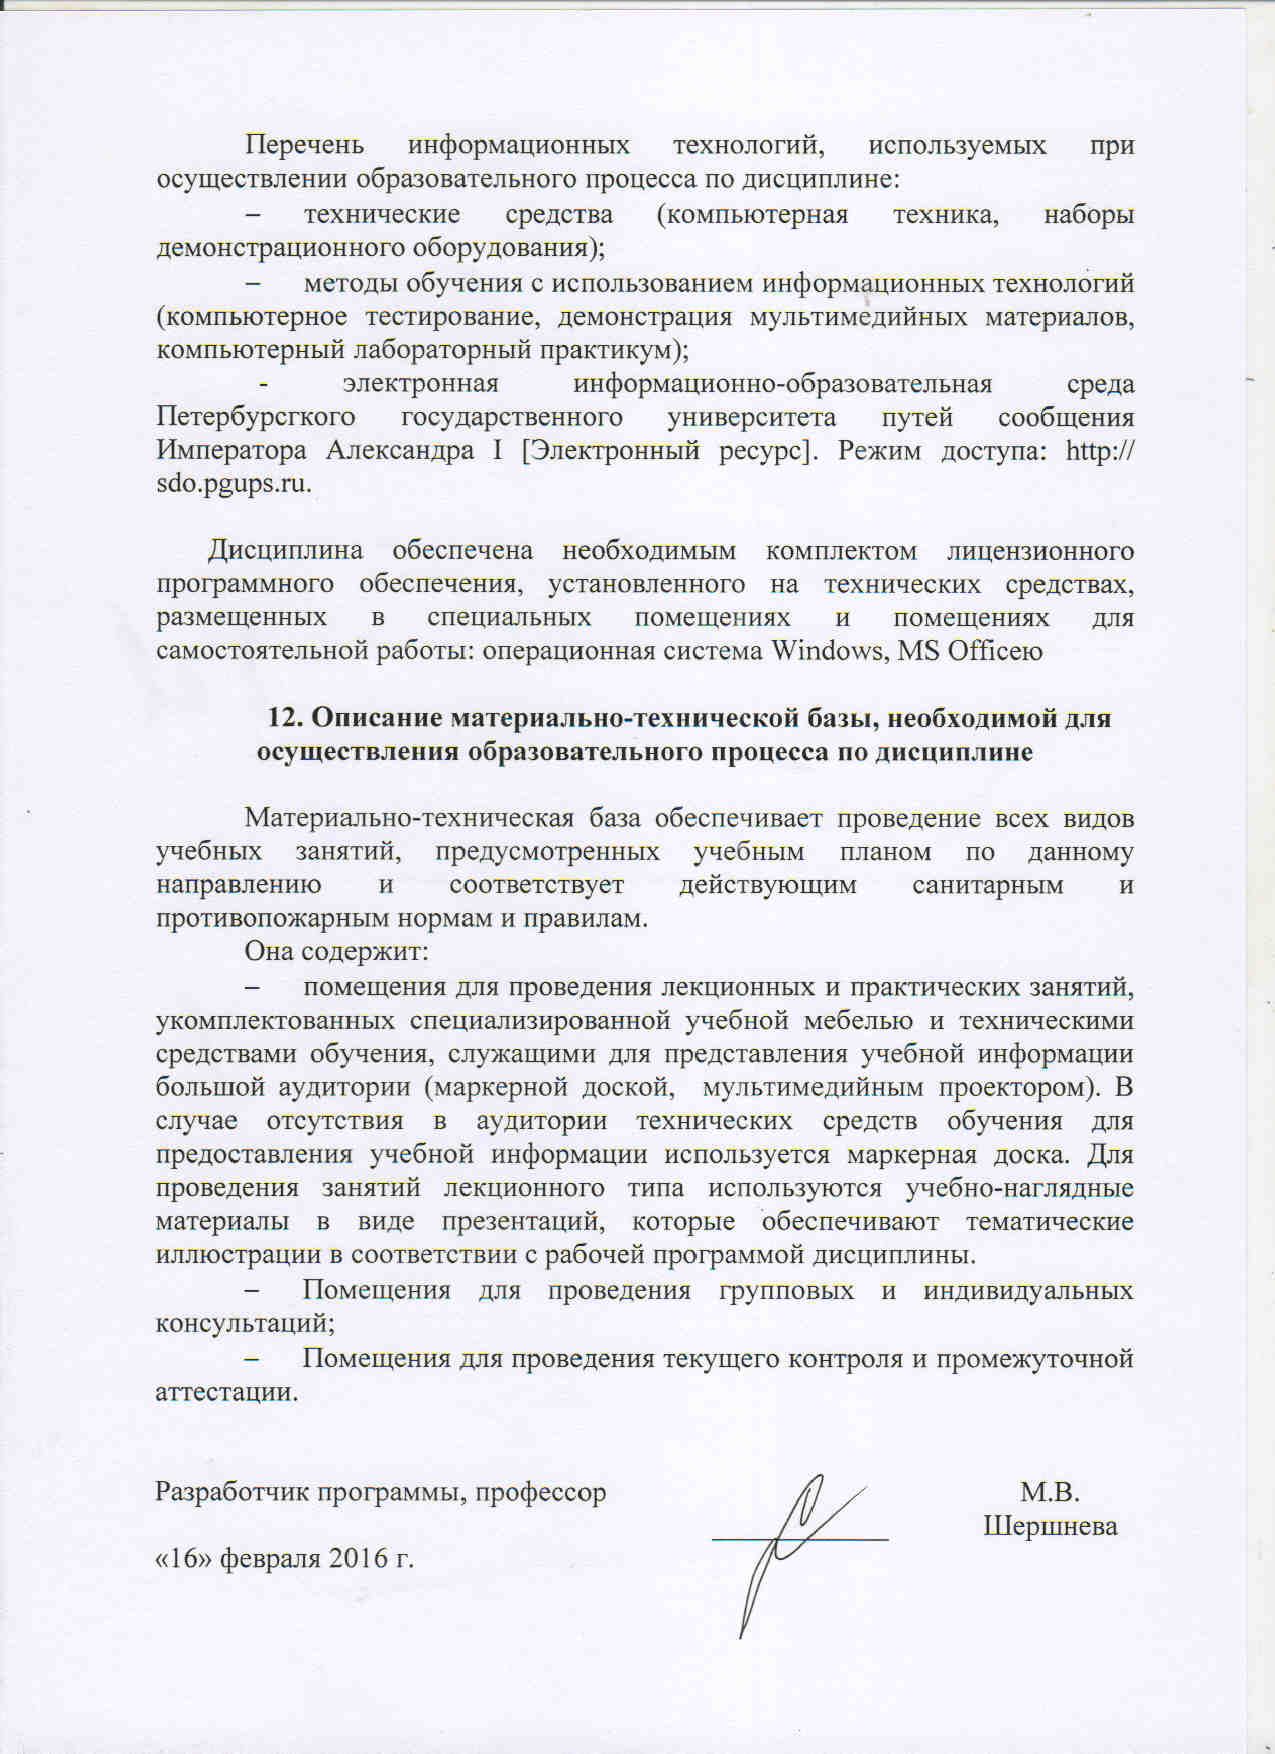 Перечень информационных технологий, используемых при
осуществлении образовательного процесса по дисциплине:
– технические средства (компьютерная техника, наборы
демонстрационного оборудования);
– методы обучения с использованием информационных технологий
(компьютерное тестирование, демонстрация мультимедийных материалов,
компьютерный лабораторный практикум);
- электронная информационно-образовательная среда
Петербурсгкого государственного университета путей сообщения
Императора Александра I [Электронный ресурс]. Режим доступа: http://
sdo.pgups.ru.
Дисциплина обеспечена необходимым комплектом лицензионного
программного обеспечения, установленного на технических средствах,
размещенных в специальных помещениях и помещениях для
самостоятельной работы: операционная система Windows, MS Officeю
12. Описание материально-технической базы, необходимой для
осуществления образовательного процесса по дисциплине
Материально-техническая база обеспечивает проведение всех видов
учебных занятий, предусмотренных учебным планом по данному
направлению и соответствует действующим санитарным и
противопожарным нормам и правилам.
Она содержит:
– помещения для проведения лекционных и практических занятий,
укомплектованных специализированной учебной мебелью и техническими
средствами обучения, служащими для представления учебной информации
большой аудитории (маркерной доской, мультимедийным проектором). В
случае отсутствия в аудитории технических средств обучения для
предоставления учебной информации используется маркерная доска. Для
проведения занятий лекционного типа используются учебно-наглядные
материалы в виде презентаций, которые обеспечивают тематические
иллюстрации в соответствии с рабочей программой дисциплины.
– Помещения для проведения групповых и индивидуальных
консультаций;
– Помещения для проведения текущего контроля и промежуточной
аттестации.
Разработчик программы, профессор М.В.
Шершнева
«16» февраля 2016 г.